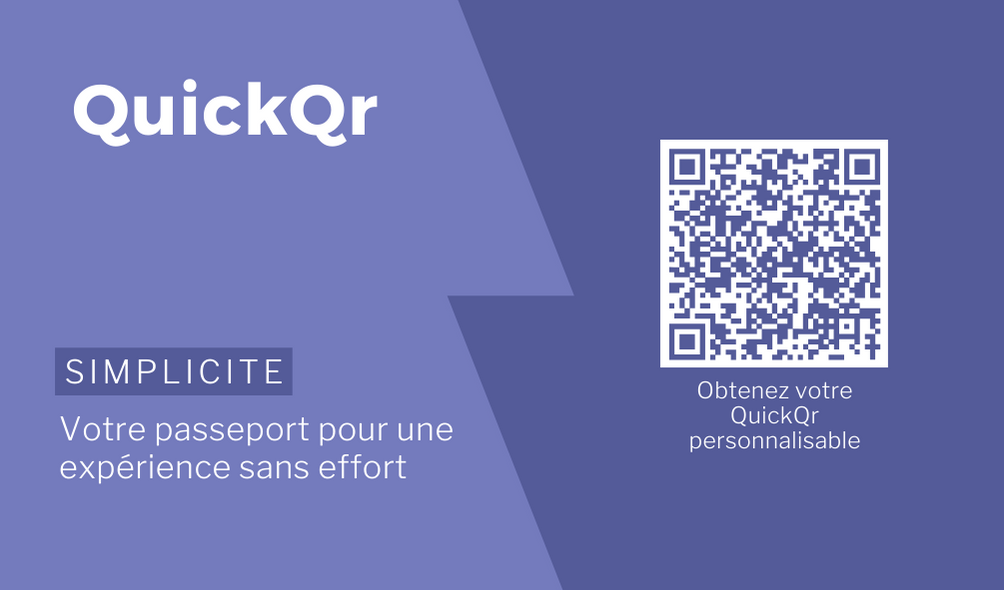 QuickQr
SIMPLICITE
Votre passeport pour une
expérience sans effort
Obtenez votre
QuickQr
personnalisable